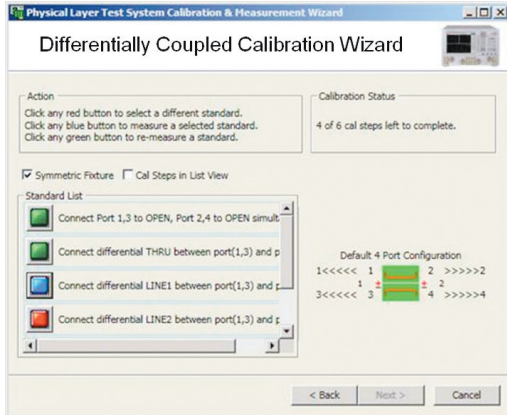 Physical Layer Test System Calibration & Measurement Wizard
Differentially Coupled Calibration Wizard
Action
Click any red button to select a different standard.
Click any blue button to measure a selected standard.
Click any green button to re-measure a standard.
Calibration Status
4 of 6 cal steps left to complete.
Symmetric Fixture
Cal Steps in List View
Standard List
Connect Port 1,3 to OPEN, Port 2,4 to OPEN simult
Connect differential THRU between port(1,3) and p
Connect differential LINE1 between port(1,3) and p
Connect differential LINE2 between port(1,3) and p
Default 4 Port Configuration
1<<<<< 1 2 >>>>>2
1 ± ± 2
3<<<<< 3 4 >>>>>4
< Back
Next >
Cancel